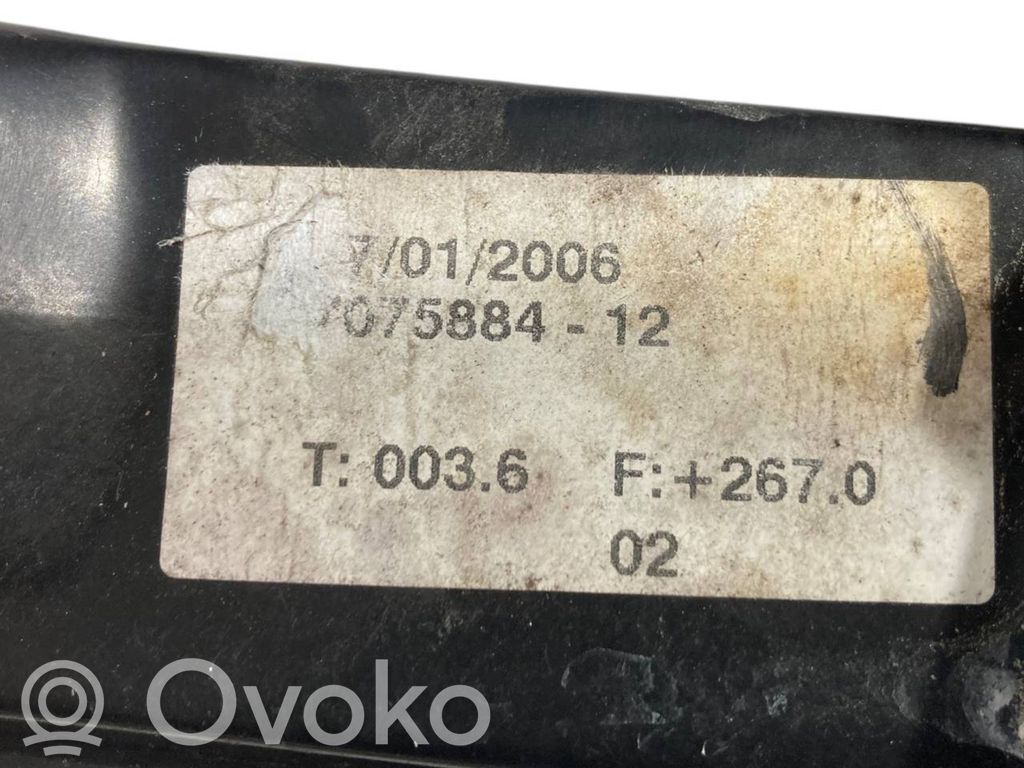 7/01/2006
7075884 - 12
T: 003.6 F: +267.0
02
Ovoko